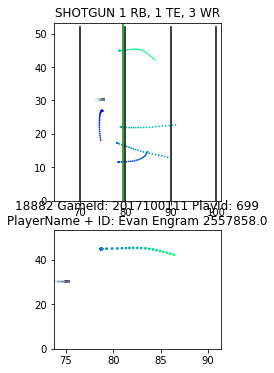 SHOTGUN 1 RB, 1 TE, 3 WR
50
40
30
20
10
0
70 80 90 100
18882 GameId: 2017100111 PlayId: 699
PlayerName + ID: Evan Engram 2557858.0
40
20
0
75 80 85 90